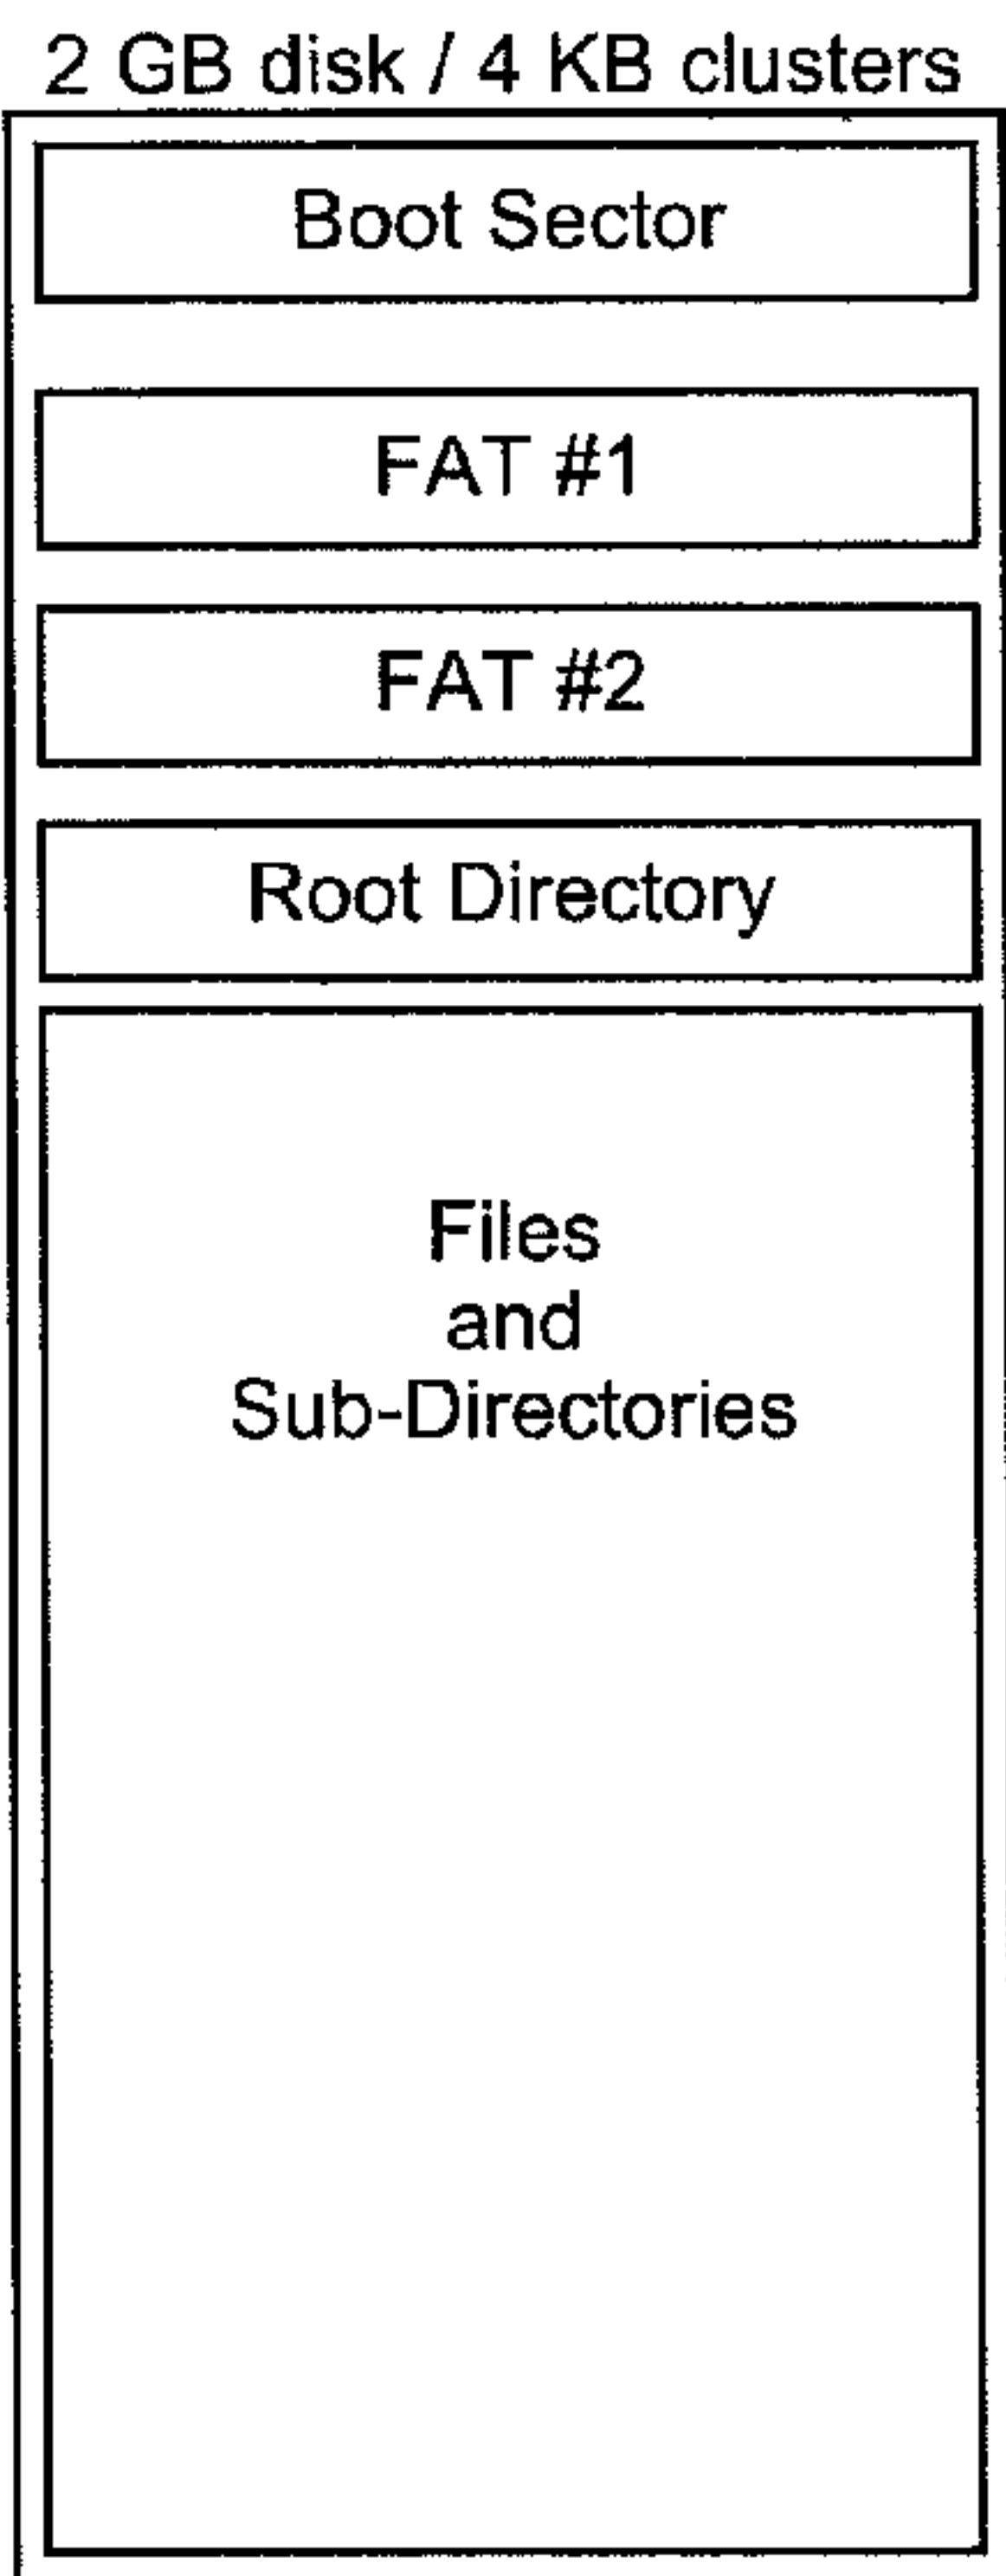 2 GB disk / 4 KB clusters
Boot Sector
FAT #1
FAT #2
Root Directory
Files
and
Sub-Directories